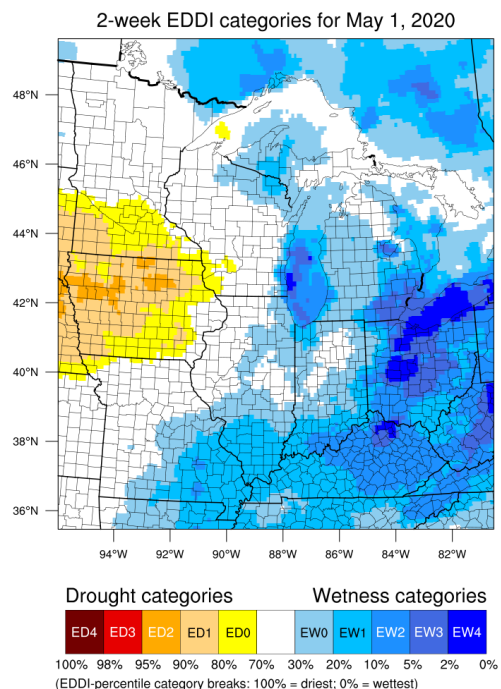 2-week EDDI categories for May 1, 2020
48°N
46°N
44°N
42°N
40°N
38°N
36°N
94°W 92°W 90°W 88°W 86°W 84°W 82°W
Drought categories Wetness categories
ED4 ED3 ED2 ED1 ED0 EW0 EW1 EW2 EW3 EW4
100% 98% 95% 90% 80% 70% 30% 20% 10% 5% 2% 0%
(EDDI-percentile category breaks: 100% = driest; 0% = wettest)